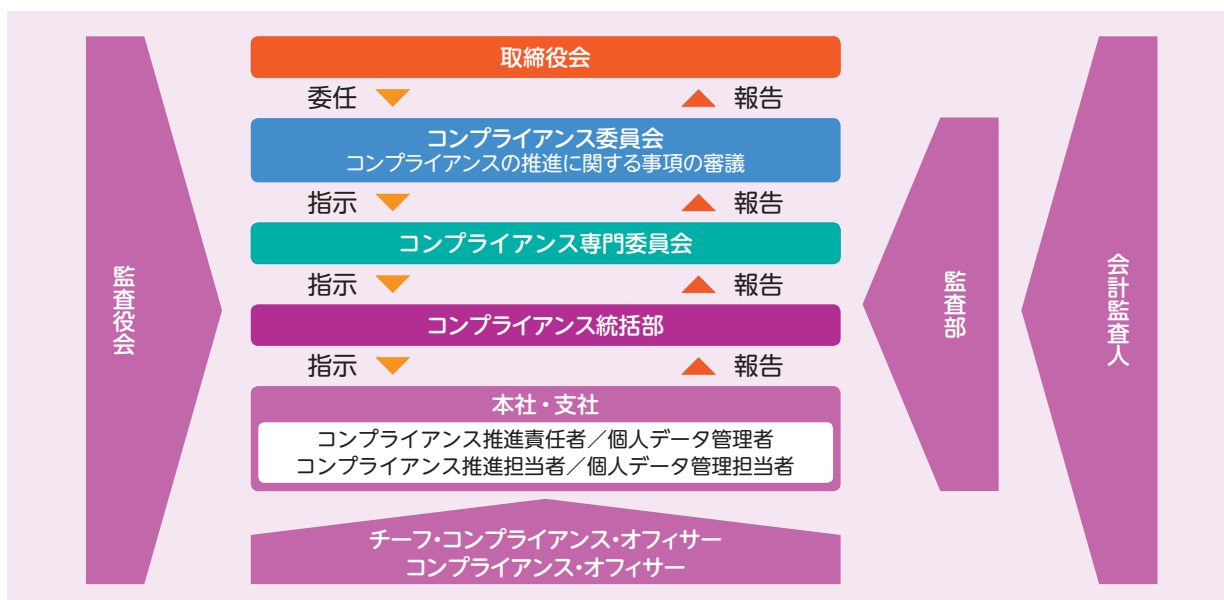 取締役会
委任
報告
コンプライアンス委員会
コンプライアンスの推進に関する事項の審議
指示
報告
コンプライアンス専門委員会
指示
報告
コンプライアンス統括部
指示
報告
本社・支社
コンプライアンス推進責任者／個人データ管理者
コンプライアンス推進担当者／個人データ管理担当者
チーフ・コンプライアンス・オフィサー
コンプライアンス・オフィサー
監査役会
監査部
会計監査人